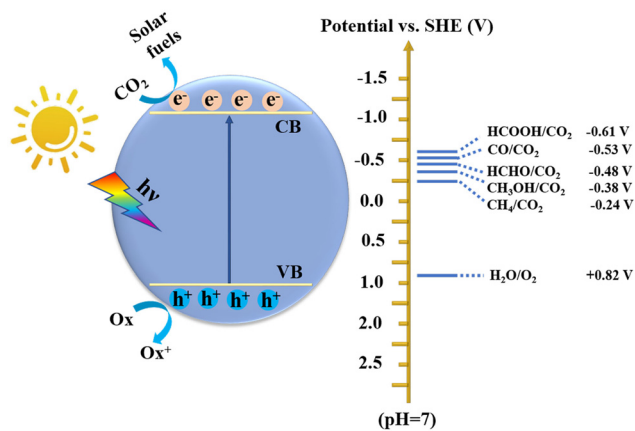 Solar
fuels
CO₂
e⁻ e⁻ e⁻ e⁻
CB
hν
VB
h⁺ h⁺ h⁺ h⁺
Ox
Ox⁺
Potential vs. SHE (V)
-1.5
-1.0
-0.5
0.0
0.5
1.0
2.0
2.5
(pH=7)
HCOOH/CO₂ -0.61 V
CO/CO₂ -0.53 V
HCHO/CO₂ -0.48 V
CH₃OH/CO₂ -0.38 V
CH₄/CO₂ -0.24 V
H₂O/O₂ +0.82 V